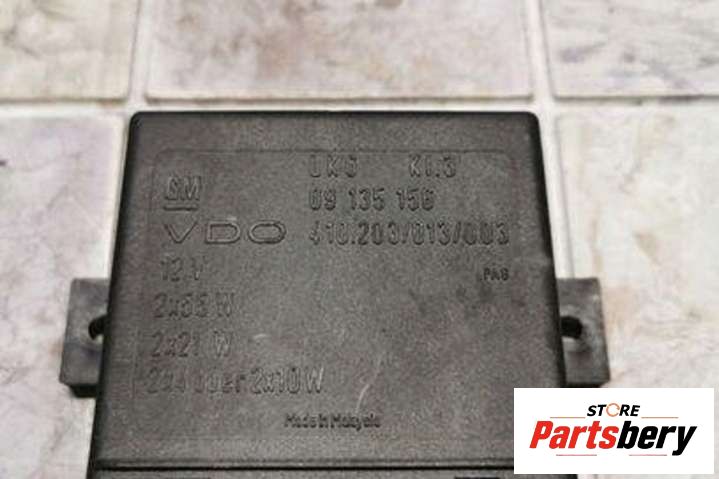 LKG Kl:3
GM
09 135 156
VDO 410.203/013/003
12 V
PA6
2x55 W
2x21 W
2x4 oder 2x10 W
Made in Malaysia
STORE
Partsbery